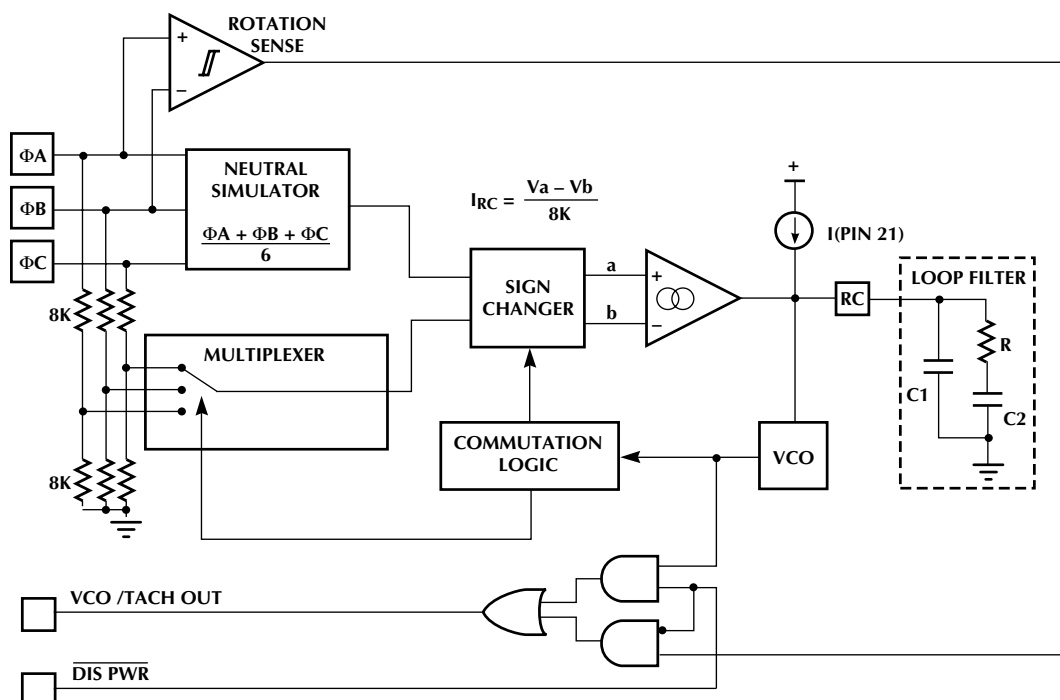 ROTATION
SENSE
+
−
ΦA
ΦB
ΦC
NEUTRAL
SIMULATOR
ΦA + ΦB + ΦC
6
I_RC = Va – Vb
8K
+
I(PIN 21)
SIGN
CHANGER
a
b
+
−
RC
LOOP FILTER
R
C1
C2
8K
MULTIPLEXER
COMMUTATION
LOGIC
VCO
8K
VCO /TACH OUT
DIS PWR